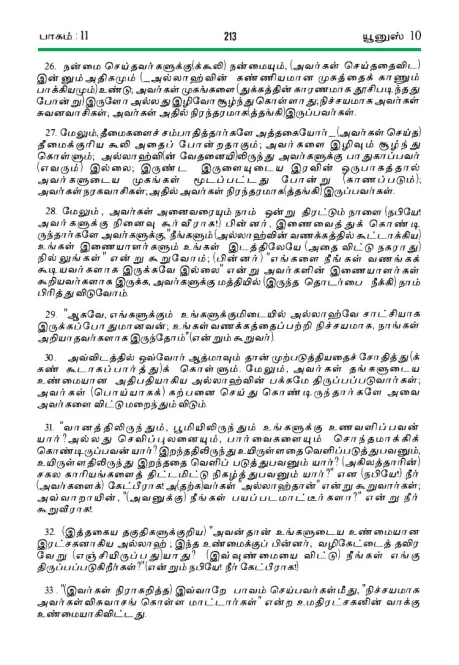 பாகம் : 11 213 யூனுஸ் 10
26. நன்மை செய்தவர்களுக்கு(க்கூலி) நன்மையும், (அவர்கள் செய்ததைவிட)
இன்னும்அதிகமும் (_அல்லாஹ்வின் கண்ணியமான முகத்தைக் காணும்
பாக்கியமும்)உண்டு, அவர்கள் முகங்களை (துக்கத்தின் காரணமாக தூசிபடிந்தது
போன்று)இருளோ அல்லது இழிவோ சூழ்ந்து கொள்ளாது;நிச்சயமாக அவர்கள்
சுவனவாசிகள், அவர்கள் அதில் நிரந்தரமாக(த்தங்கி)இருப்பவர்கள்.
27. மேலும்,தீமைகளைச் சம்பாதித்தார்களே அத்தகையோர்_(அவர்கள் செய்த)
தீமைக்குரிய கூலி அதைப் போன்றதாகும்; அவர்களை இழிவும் சூழ்ந்து
கொள்ளும்; அல்லாஹ்வி(ன் வேதனையி)லிருந்து அவர்களுக்கு பாதுகாப்பவர்
(எவரும்) இல்லை; இருண்ட இருளையுடைய இரவின் ஒருபாகத்தால்
அவர்களுடைய முகங்கள் மூடப்பட்டது போன்று (காணப்படும்);
அவர்கள்நரகவாசிகள்;அதில் அவர்கள் நிரந்தரமாக(த்தங்கி)இருப்பவர்கள்.
28. மேலும், அவர்கள் அனைவரையும் நாம் ஒன்று திரட்டும் நாளை (நபியே!
அவர்களுக்கு நினைவு கூர்வீராக!) பின்னர், இணைவைத்துக் கொண்டி
ருந்தார்களே அவர்களுக்கு, "நீங்களும் (அல்லாஹ்வின் வணக்கத்தில் கூட்டாக்கிய)
உங்கள் இணையாளர்களும் உங்கள் இடத்திலேயே (அதை விட்டு நகராது)
நில்லுங்கள்" என்று கூறுவோம்; (பின்னர்) "எங்களை நீங்கள் வணங்கக்
கூடியவர்களாக இருக்கவே இல்லை" என்று அவர்களின் இணையாளர்கள்
கூறியவர்களாக இருக்க, அவர்களுக்கு மத்தியில் (இருந்த தொடர்பை நீக்கி) நாம்
பிரித்து விடுவோம்.
29. "ஆகவே, எங்களுக்கும் உங்களுக்குமிடையில் அல்லாஹ்வே சாட்சியாக
இருக்கப்போதுமானவன்; உங்கள்வணக்கத்தைப்பற்றி நிச்சயமாக, நாங்கள்
அறியாதவர்களாக இருந்தோம்"(என்றும் கூறுவர்).
30. அவ்விடத்தில் ஒவ்வோர் ஆத்மாவும் தான் முற்படுத்தியதைச் சோதித்து(க்
கண் கூடாகப்பார்த்து)க் கொள்ளும். மேலும், அவர்கள் தங்களுடைய
உண்மையான அதிபதியாகிய அல்லாஹ்வின் பக்கமே திருப்பப்படுவார்கள்;
அவர்கள் (பொய்யாகக்) கற்பனை செய்து கொண்டிருந்தார்களே அவை
அவர்களை விட்டு மறைந்தும் விடும்.
31. "வானத்திலிருந்தும், பூமியிலிருந்தும் உங்களுக்கு உணவளிப்பவன்
யார்? அல்லது செவிப்புலனையும், பார்வைகளையும் சொந்தமாக்கிக்
கொண்டிருப்பவன் யார்? இறந்ததிலிருந்து உயிருள்ளதைவெளிப்படுத்துபவனும்,
உயிருள்ளதிலிருந்து இறந்ததை வெளிப் படுத்துபவனும் யார்? (அகிலத்தாரின்)
சகல காரியங்களைத் திட்டமிட்டு நிகழ்த்துபவனும் யார்?" என (நபியே!) நீர்
(அவர்களைக்) கேட்பீராக! அ(தற்க)வர்கள் "அல்லாஹ்தான்" என்று கூறுவார்கள்;
அவ்வாறாயின், "(அவனுக்கு) நீங்கள் பயப்படமாட்டீர்களா?" என்று நீர்
கூறுவீராக!
32. (இத்தகைய தகுதிகளுக்குறிய) "அவன்தான் உங்களுடைய உண்மையான
இரட்சகனாகிய அல்லாஹ்; இந்த உண்மைக்குப் பின்னர், வழிகேட்டைத் தவிர
வேறு (எஞ்சியிருப்பது)யாது? (இவ்வுண்மையை விட்டு) நீங்கள் எங்கு
திருப்பப்படுகிறீர்கள்?"(என்றும்நபியே! நீர் கேட்பீராக!)
33. "(இவர்கள் நிராகறித்த) இவ்வாறே பாவம் செய்பவர்கள்மீது, "நிச்சயமாக
அவர்கள்விசுவாசங் கொள்ள மாட்டார்கள்" என்ற உமதிரட்சகனின் வாக்கு
உண்மையாகிவிட்டது.